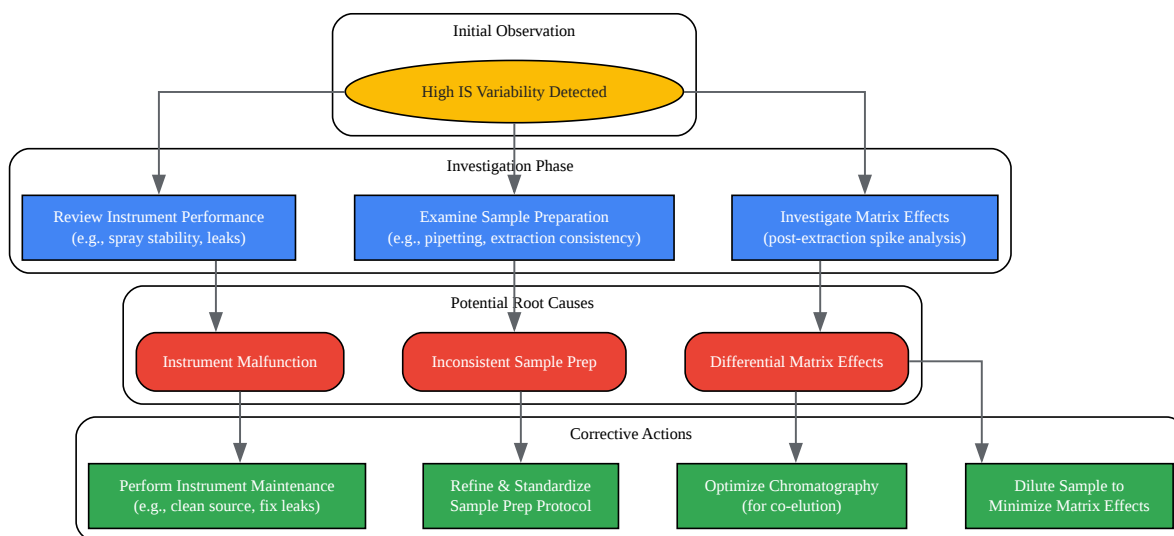 Initial Observation
High IS Variability Detected
Investigation Phase
Review Instrument Performance
(e.g., spray stability, leaks)
Examine Sample Preparation
(e.g., pipetting, extraction consistency)
Investigate Matrix Effects
(post-extraction spike analysis)
Potential Root Causes
Instrument Malfunction
Inconsistent Sample Prep
Differential Matrix Effects
Corrective Actions
Perform Instrument Maintenance
(e.g., clean source, fix leaks)
Refine & Standardize
Sample Prep Protocol
Optimize Chromatography
(for co-elution)
Dilute Sample to
Minimize Matrix Effects